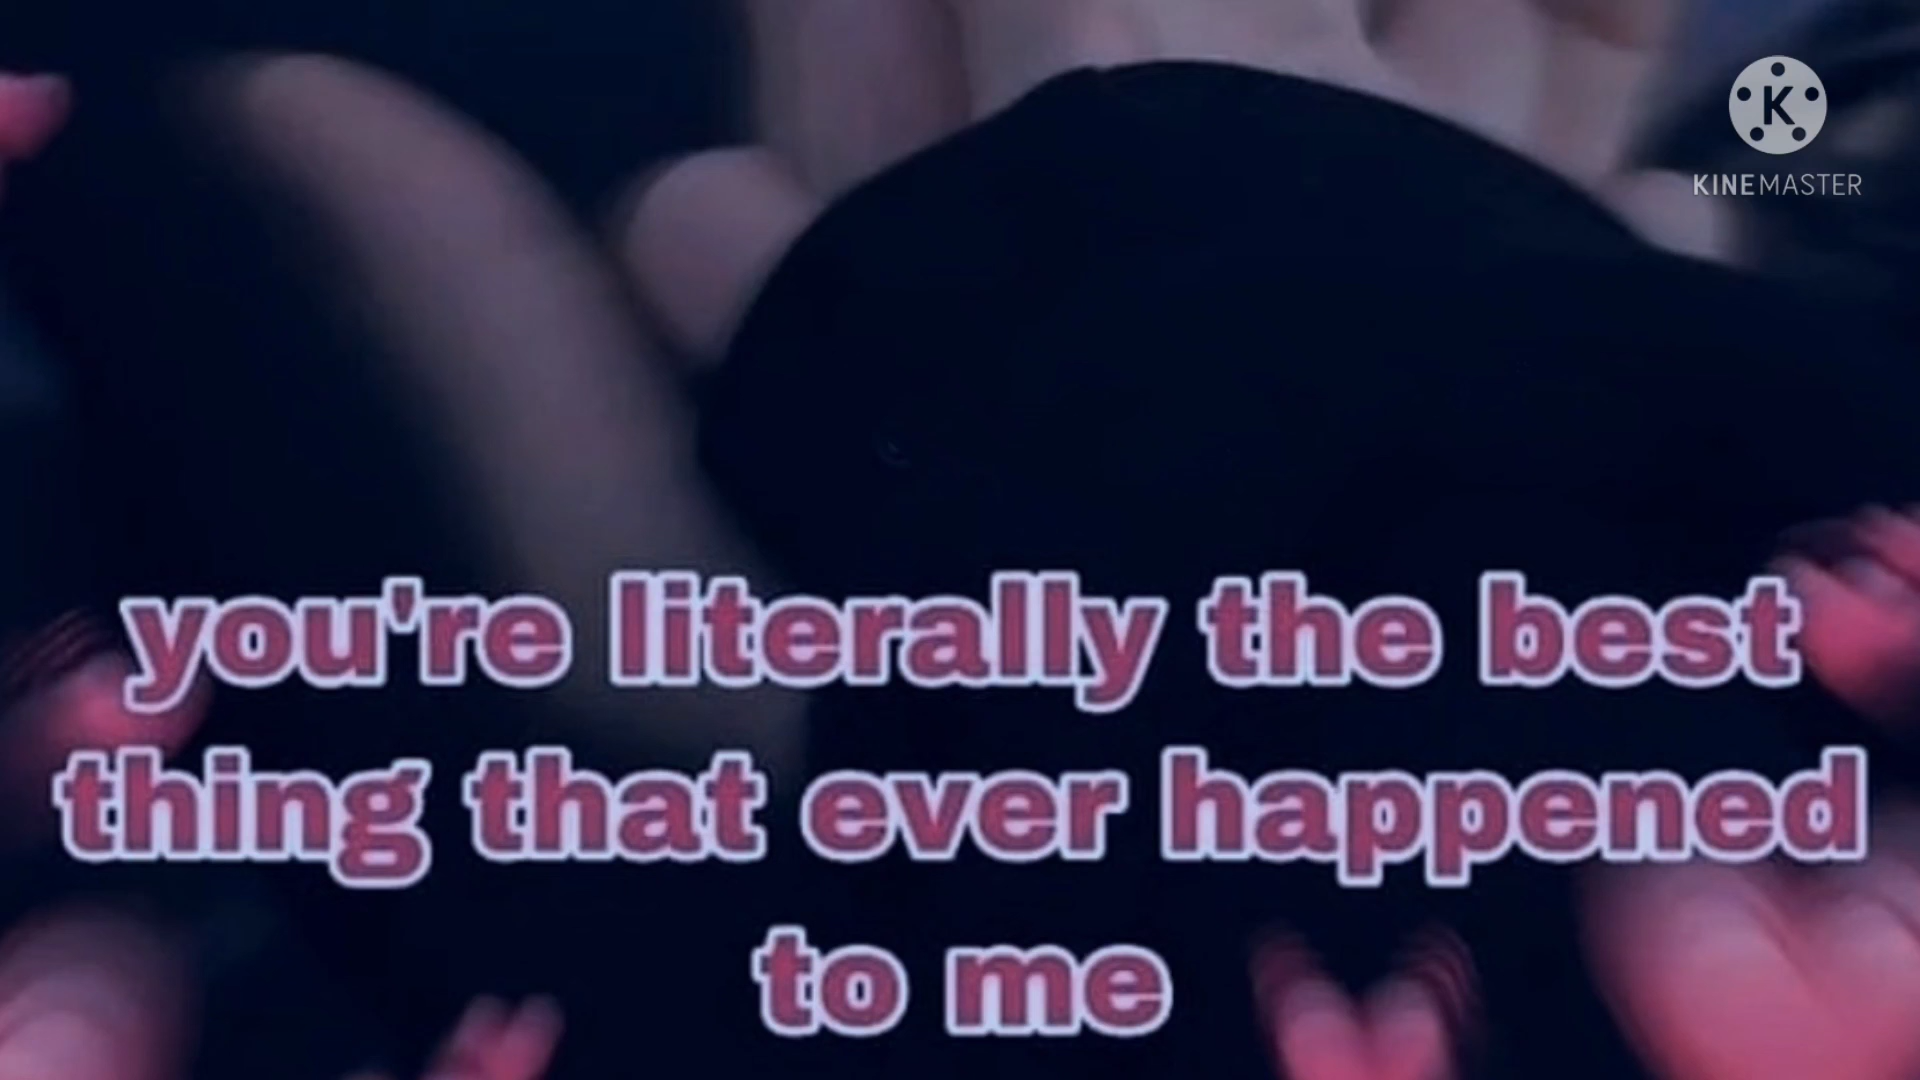 K
KINEMASTER
you're literally the best
thing that ever happened
to me